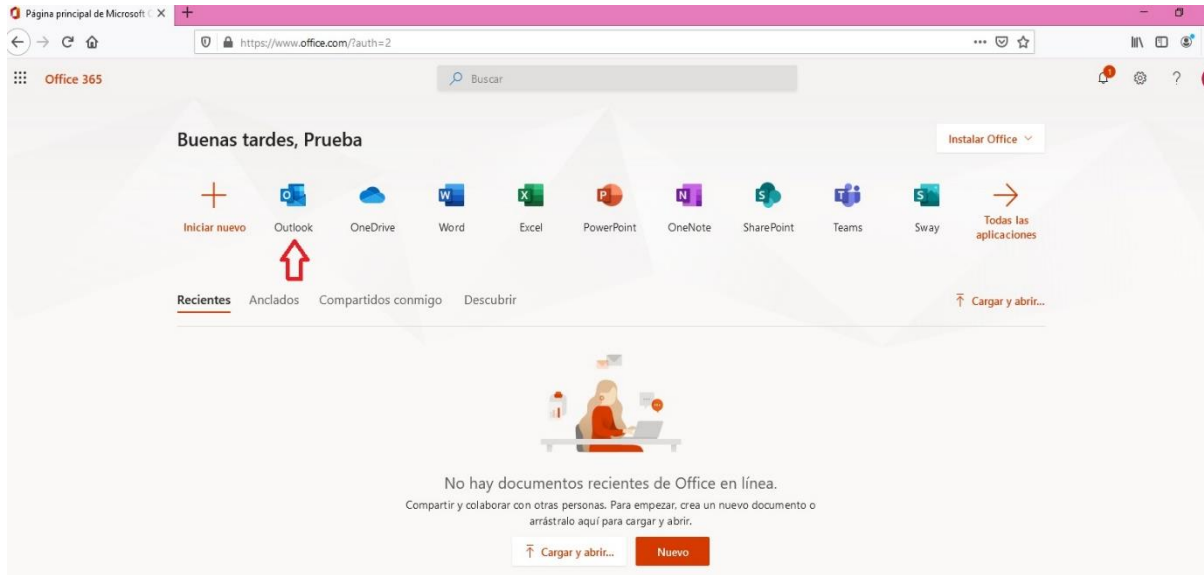 Página principal de Microsoft
https://www.office.com/?auth=2
Office 365
Buscar
1
?
Buenas tardes, Prueba
Instalar Office
Iniciar nuevo
Outlook
OneDrive
Word
Excel
PowerPoint
OneNote
SharePoint
Teams
Sway
Todas las
aplicaciones
Recientes
Anclados
Compartidos conmigo
Descubrir
Cargar y abrir...
No hay documentos recientes de Office en línea.
Compartir y colaborar con otras personas. Para empezar, crea un nuevo documento o
arrástralo aquí para cargar y abrir.
Cargar y abrir...
Nuevo